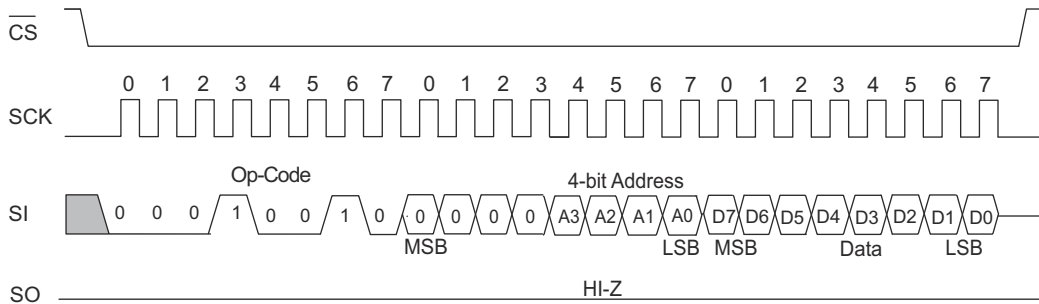 CS
0 1 2 3 4 5 6 7 0 1 2 3 4 5 6 7 0 1 2 3 4 5 6 7
SCK
Op-Code 4-bit Address
SI 0 0 0 1 0 0 1 0 0 0 0 0 A3 A2 A1 A0 D7 D6 D5 D4 D3 D2 D1 D0
MSB LSB MSB Data LSB
HI-Z
SO